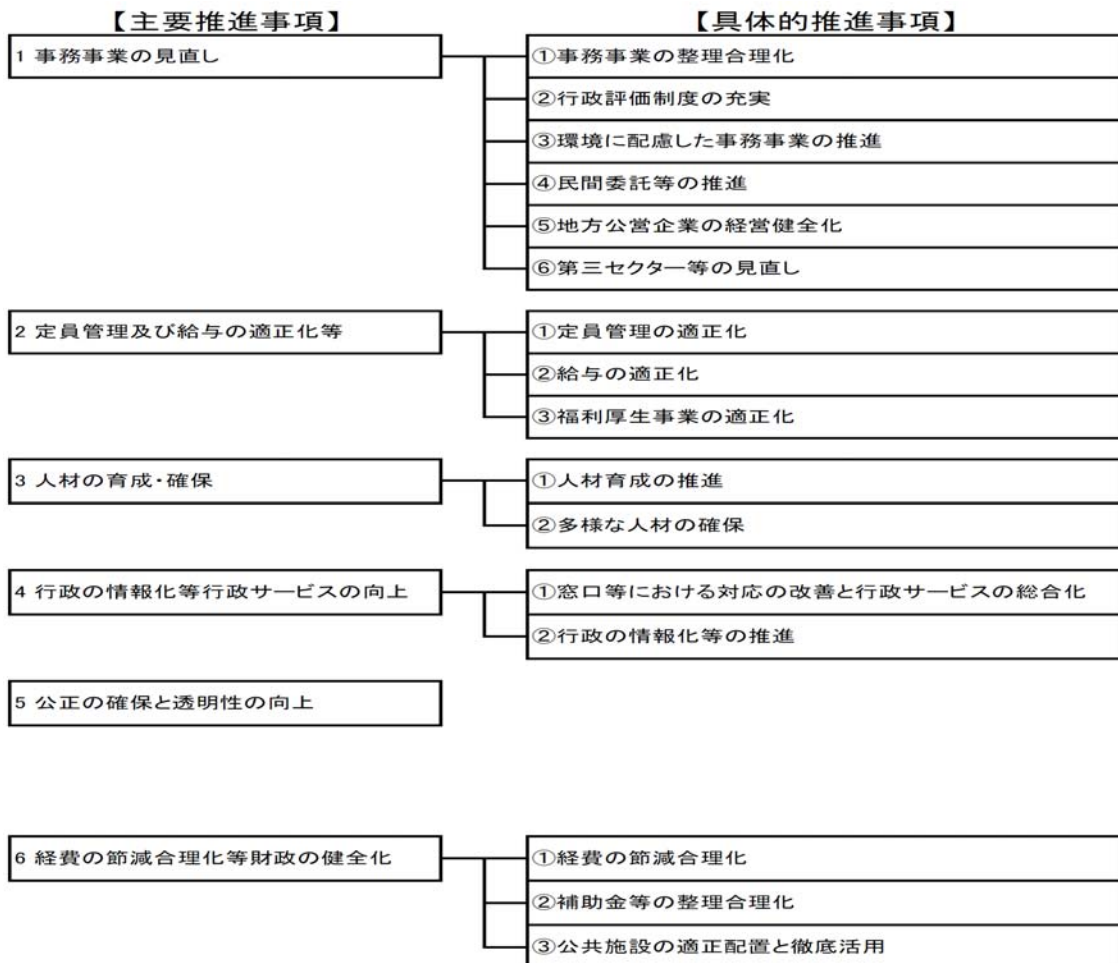 【主要推進事項】
【具体的推進事項】
1 事務事業の見直し
①事務事業の整理合理化
②行政評価制度の充実
③環境に配慮した事務事業の推進
④民間委託等の推進
⑤地方公営企業の経営健全化
⑥第三セクター等の見直し
2 定員管理及び給与の適正化等
①定員管理の適正化
②給与の適正化
③福利厚生事業の適正化
3 人材の育成・確保
①人材育成の推進
②多様な人材の確保
4 行政の情報化等行政サービスの向上
①窓口等における対応の改善と行政サービスの総合化
②行政の情報化等の推進
5 公正の確保と透明性の向上
6 経費の節減合理化等財政の健全化
①経費の節減合理化
②補助金等の整理合理化
③公共施設の適正配置と徹底活用